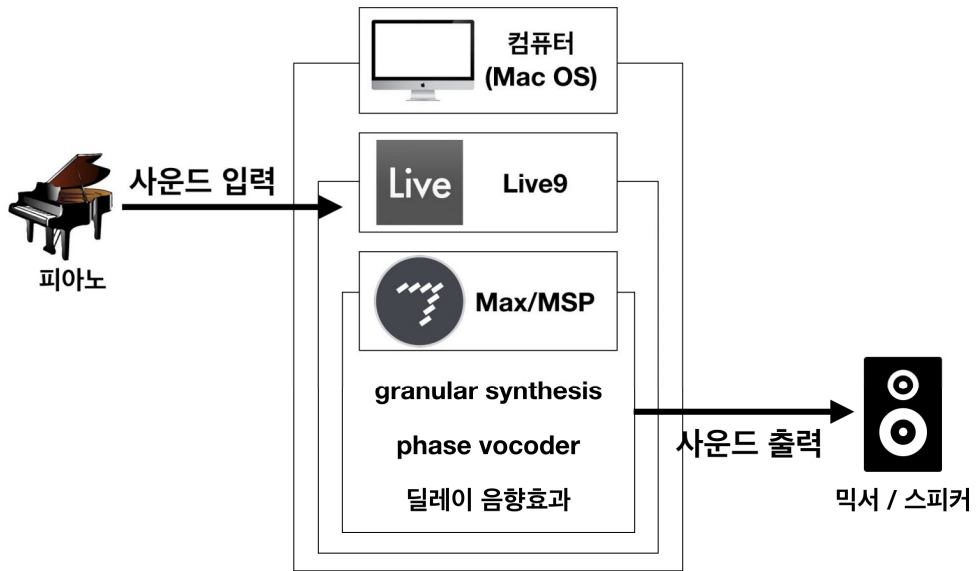 컴퓨터
(Mac OS)
사운드 입력
Live
Live9
피아노
Max/MSP
granular synthesis
phase vocoder
사운드 출력
딜레이 음향효과
믹서 / 스피커